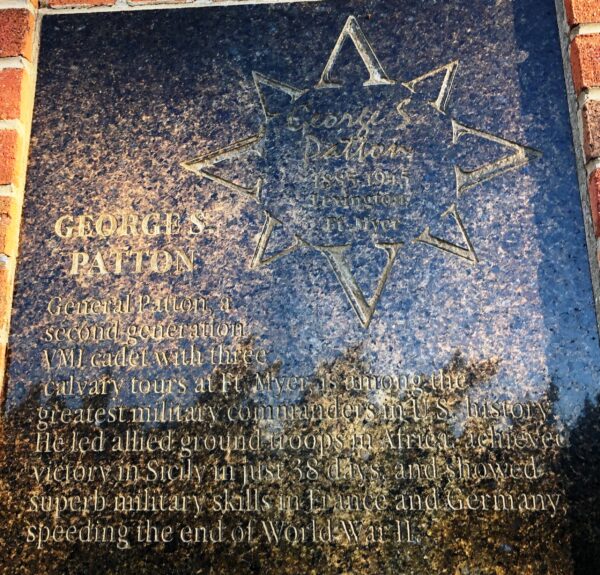 George S.
Patton
1885-1945
Lexington
Ft. Myer
GEORGE S.
PATTON
General Patton, a
second generation
VMI cadet with three
calvary tours at Ft. Myer, is among the
greatest military commanders in U.S. history.
He led allied ground troops in Africa, achieved
victory in Sicily in just 38 days, and showed
superb military skills in France and Germany,
speeding the end of World War II.